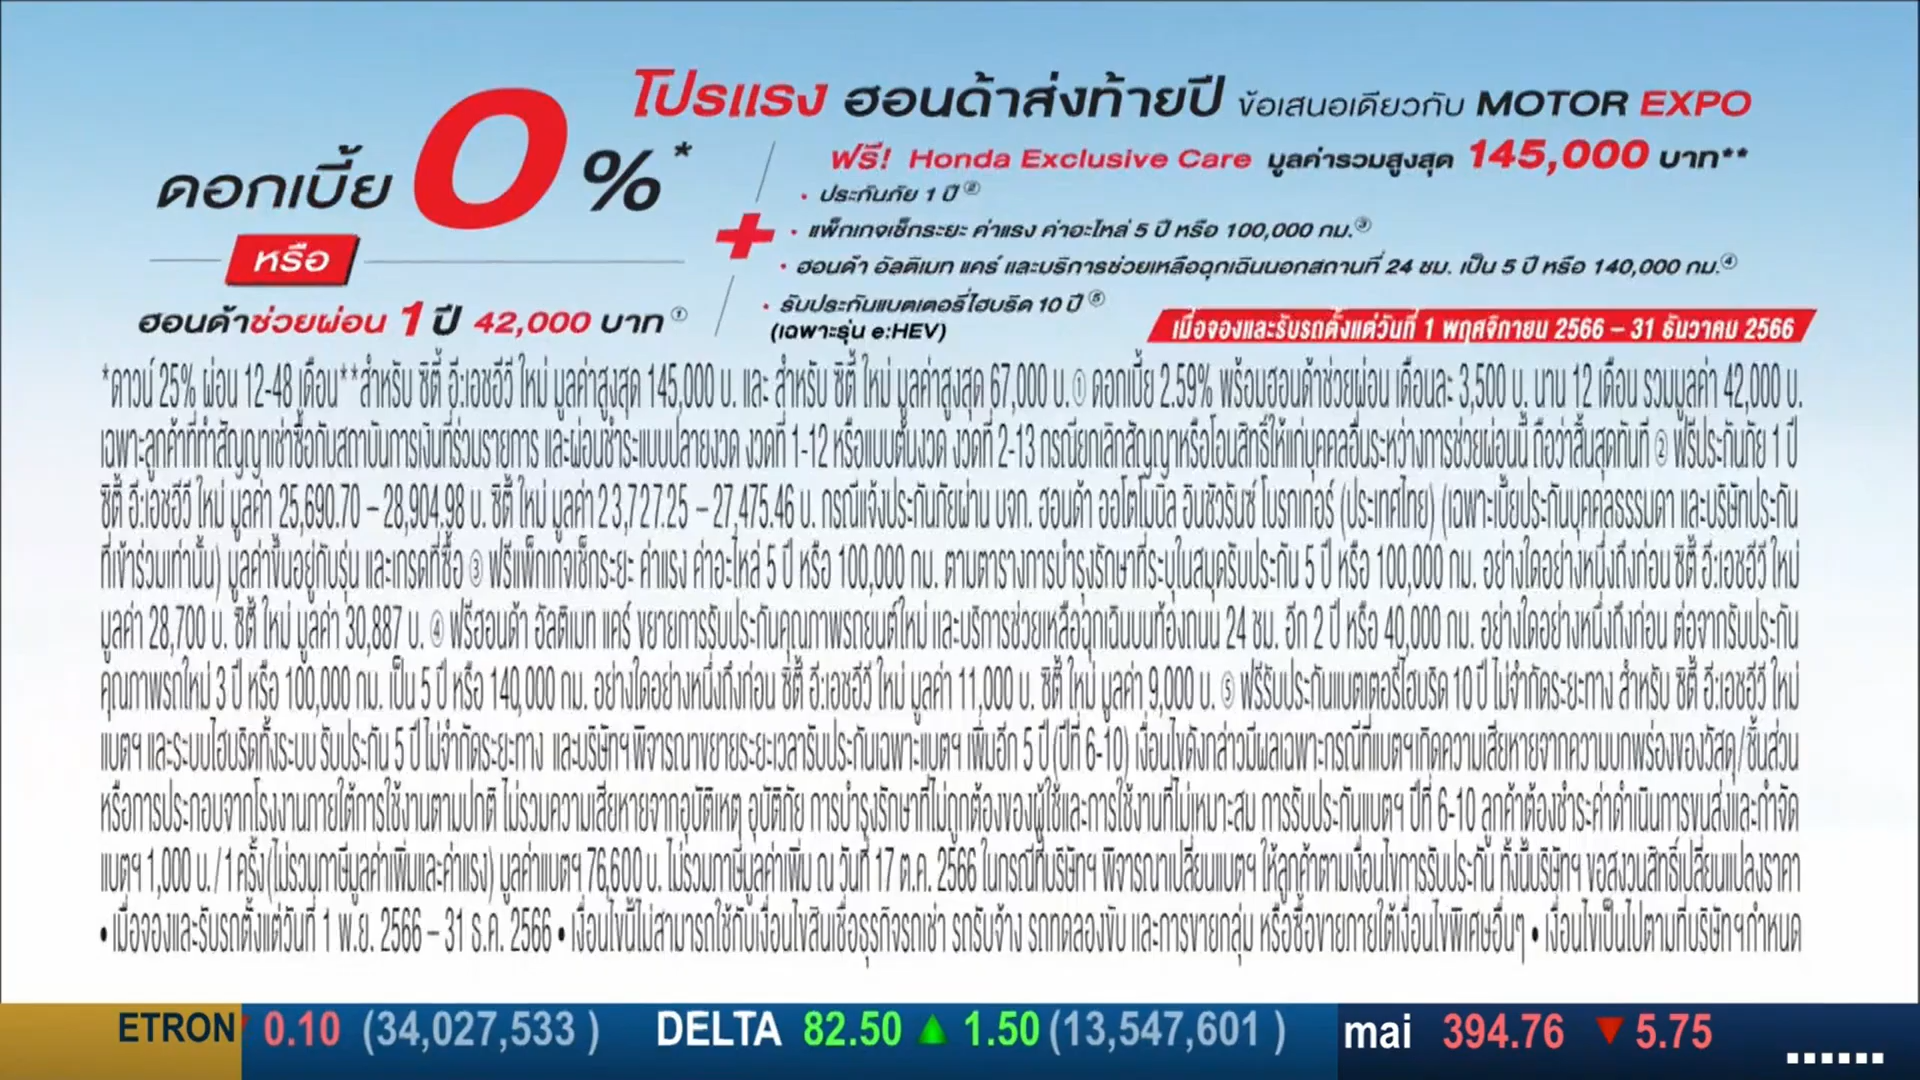 โปรแรง ฮอนด้าส่งท้ายปี ข้อเสนอเดียวกับ MOTOR EXPO
ดอกเบี้ย 0%*
หรือ
ฮอนด้าช่วยผ่อน 1 ปี 42,000 บาท①
+
ฟรี! Honda Exclusive Care มูลค่ารวมสูงสุด 145,000 บาท**
• ประกันภัย 1 ปี②
• แพ็กเกจเช็กระยะ ค่าแรง ค่าอะไหล่ 5 ปี หรือ 100,000 กม.③
• ฮอนด้า อัลติเมท แคร์ และบริการช่วยเหลือฉุกเฉินนอกสถานที่ 24 ชม. เป็น 5 ปี หรือ 140,000 กม.④
• รับประกันแบตเตอรี่ไฮบริด 10 ปี⑤
(เฉพาะรุ่น e:HEV)
เมื่อจองและรับรถตั้งแต่วันที่ 1 พฤศจิกายน 2566 – 31 ธันวาคม 2566
*ดาวน์ 25% ผ่อน 12-48 เดือน**สำหรับ ซิตี้ อี:เอชอีวี ใหม่ มูลค่าสูงสุด 145,000 บ. และ สำหรับ ซิตี้ ใหม่ มูลค่าสูงสุด 67,000 บ. ① ดอกเบี้ย 2.59% พร้อมฮอนด้าช่วยผ่อน เดือนละ 3,500 บ. นาน 12 เดือน รวมมูลค่า 42,000 บ.
เฉพาะลูกค้าที่ทำสัญญาเช่าซื้อกับสถาบันการเงินที่ร่วมรายการ และผ่อนชำระแบบปลายงวด งวดที่ 1-12 หรือแบบต้นงวด งวดที่ 2-13 กรณียกเลิกสัญญาหรือโอนสิทธิ์ให้แก่บุคคลอื่นระหว่างการช่วยผ่อนนี้ ถือว่าสิ้นสุดทันที ② ฟรีประกันภัย 1 ปี
ซิตี้ อี:เอชอีวี ใหม่ มูลค่า 25,690.70 – 28,904.98 บ. ซิตี้ ใหม่ มูลค่า 23,727.25 – 27,475.46 บ. กรณีแจ้งประกันภัยผ่าน บจก. ฮอนด้า ออโตโมบิล อินชัวรันซ์ โบรกเกอร์ (ประเทศไทย) (เฉพาะเบี้ยประกันบุคคลธรรมดา และบริษัทประกัน
ที่เข้าร่วมเท่านั้น) มูลค่าขึ้นอยู่กับรุ่น และเกรดที่ซื้อ ③ ฟรีแพ็กเกจเช็กระยะ ค่าแรง ค่าอะไหล่ 5 ปี หรือ 100,000 กม. ตามตารางการบำรุงรักษาที่ระบุในสมุดรับประกัน 5 ปี หรือ 100,000 กม. อย่างใดอย่างหนึ่งถึงก่อน ซิตี้ อี:เอชอีวี ใหม่
มูลค่า 28,700 บ. ซิตี้ ใหม่ มูลค่า 30,887 บ. ④ ฟรีฮอนด้า อัลติเมท แคร์ ขยายการรับประกันคุณภาพรถยนต์ใหม่ และบริการช่วยเหลือฉุกเฉินบนท้องถนน 24 ชม. อีก 2 ปี หรือ 40,000 กม. อย่างใดอย่างหนึ่งถึงก่อน ต่อจากรับประกัน
คุณภาพรถใหม่ 3 ปี หรือ 100,000 กม. เป็น 5 ปี หรือ 140,000 กม. อย่างใดอย่างหนึ่งถึงก่อน ซิตี้ อี:เอชอีวี ใหม่ มูลค่า 11,000 บ. ซิตี้ ใหม่ มูลค่า 9,000 บ. ⑤ ฟรีรับประกันแบตเตอรี่ไฮบริด 10 ปี ไม่จำกัดระยะทาง สำหรับ ซิตี้ อี:เอชอีวี ใหม่
แบตฯ และระบบไฮบริดทั้งระบบ รับประกัน 5 ปี ไม่จำกัดระยะทาง และบริษัทฯ พิจารณาขยายระยะเวลารับประกันเฉพาะแบตฯ เพิ่มอีก 5 ปี (ปีที่ 6-10) เงื่อนไขดังกล่าวมีผลเฉพาะกรณีที่แบตฯเกิดความเสียหายจากความบกพร่องของวัสดุ/ชิ้นส่วน
หรือการประกอบจากโรงงานภายใต้การใช้งานตามปกติ ไม่รวมความเสียหายจากอุบัติเหตุ อุบัติภัย การบำรุงรักษาที่ไม่ถูกต้องของผู้ใช้และการใช้งานที่ไม่เหมาะสม การรับประกันแบตฯ ปีที่ 6-10 ลูกค้าต้องชำระค่าดำเนินการขนส่งและกำจัด
แบตฯ 1,000 บ./1 ครั้ง (ไม่รวมภาษีมูลค่าเพิ่มและค่าแรง) มูลค่าแบตฯ 76,600 บ. ไม่รวมภาษีมูลค่าเพิ่ม ณ วันที่ 17 ต.ค. 2566 ในกรณีที่บริษัทฯ พิจารณาเปลี่ยนแบตฯ ให้ลูกค้าตามเงื่อนไขการรับประกัน ทั้งนี้บริษัทฯ ขอสงวนสิทธิ์เปลี่ยนแปลงราคา
• เมื่อจองและรับรถตั้งแต่วันที่ 1 พ.ย. 2566 – 31 ธ.ค. 2566 • เงื่อนไขนี้ไม่สามารถใช้กับเงื่อนไขสินเชื่อธุรกิจรถเช่า รถรับจ้าง รถทดลองขับ และการขายกลุ่ม หรือซื้อขายภายใต้เงื่อนไขพิเศษอื่นๆ • เงื่อนไขเป็นไปตามที่บริษัทฯกำหนด
ETRON ▼ 0.10 (34,027,533 ) DELTA 82.50 ▲ 1.50 (13,547,601 ) mai 394.76 ▼ 5.75